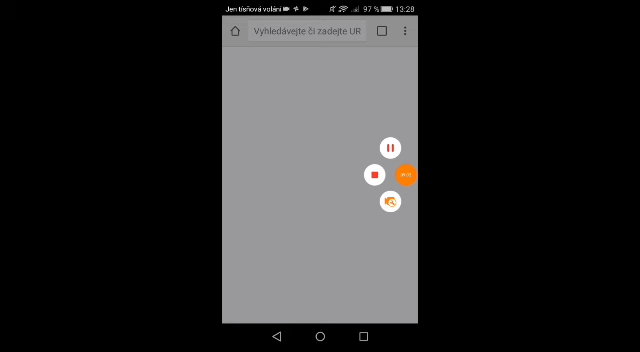 Jen tísňová volání 97 % 13:28
Vyhledávejte či zadejte UR